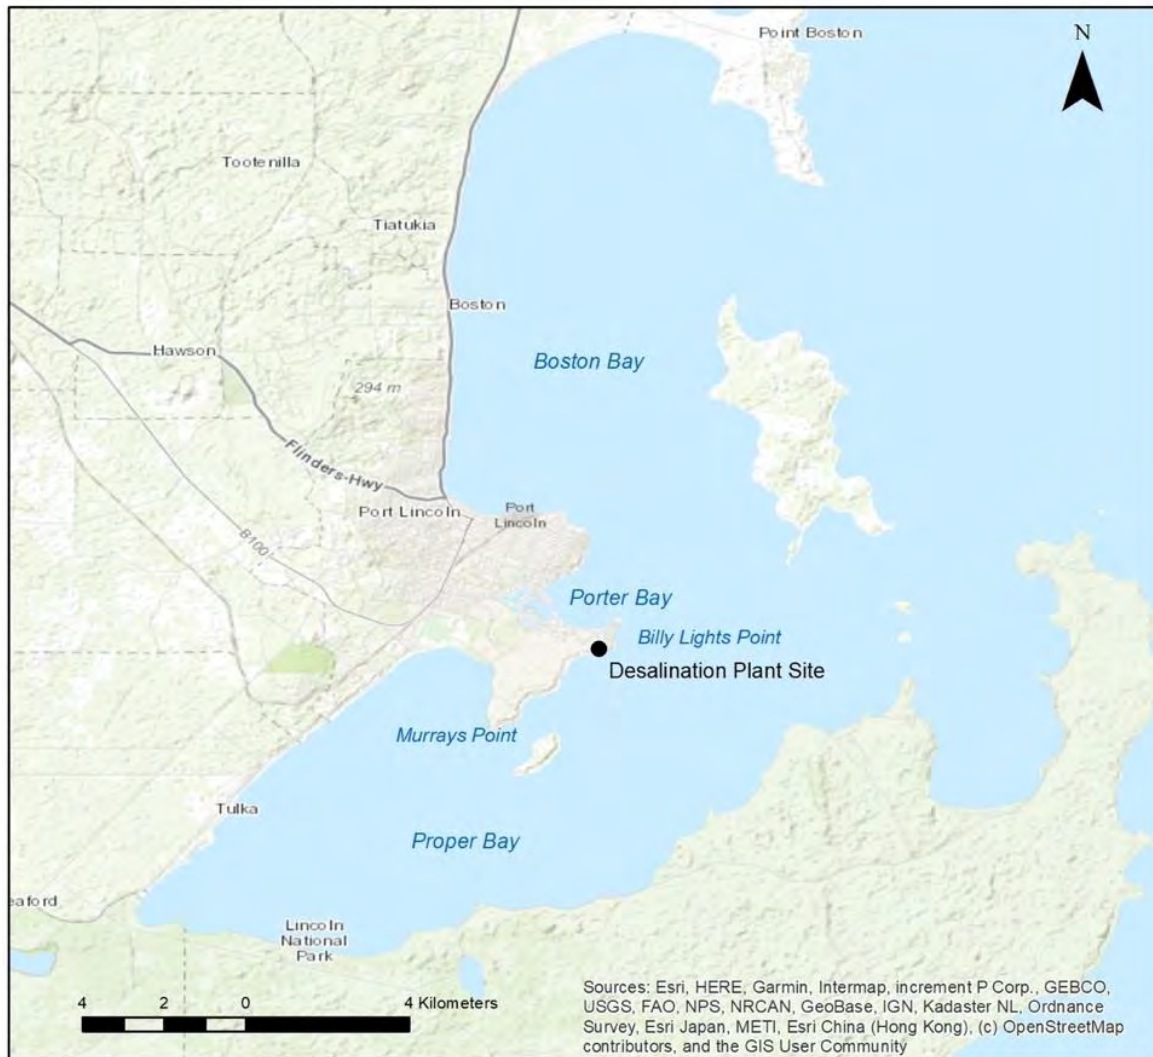 Point Boston
N
Tootenilla
Tiatukia
Boston
Boston Bay
Hawson
294 m
Flinders-Hwy
Port Lincoln
Port
Lincoln
B100
Porter Bay
Billy Lights Point
Desalination Plant Site
Murrays Point
Tulka
Proper Bay
eaford
Lincoln
National
Park
4 2 0 4 Kilometers
Sources: Esri, HERE, Garmin, Intermap, increment P Corp., GEBCO,
USGS, FAO, NPS, NRCAN, GeoBase, IGN, Kadaster NL, Ordnance
Survey, Esri Japan, METI, Esri China (Hong Kong), (c) OpenStreetMap
contributors, and the GIS User Community